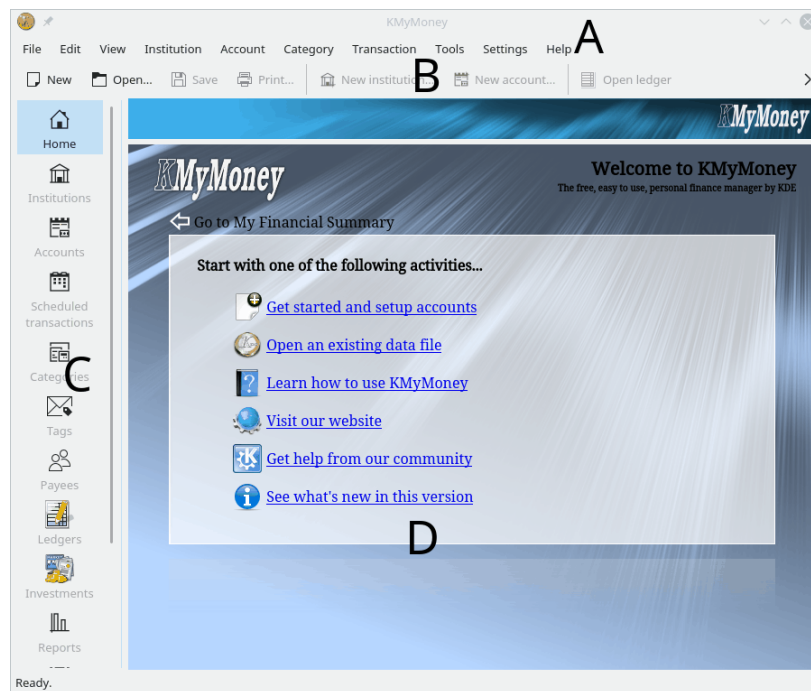 KMyMoney
A
File Edit View Institution Account Category Transaction Tools Settings Help
New Open... Save Print... New institution... New account... Open ledger
B
KMyMoney
Home
Institutions
Accounts
Scheduled
transactions
Categories
C
Tags
Payees
Ledgers
Investments
Reports
KMyMoney
Welcome to KMyMoney
The free, easy to use, personal finance manager by KDE
Go to My Financial Summary
Start with one of the following activities...
Get started and setup accounts
Open an existing data file
Learn how to use KMyMoney
Visit our website
Get help from our community
See what's new in this version
D
Ready.